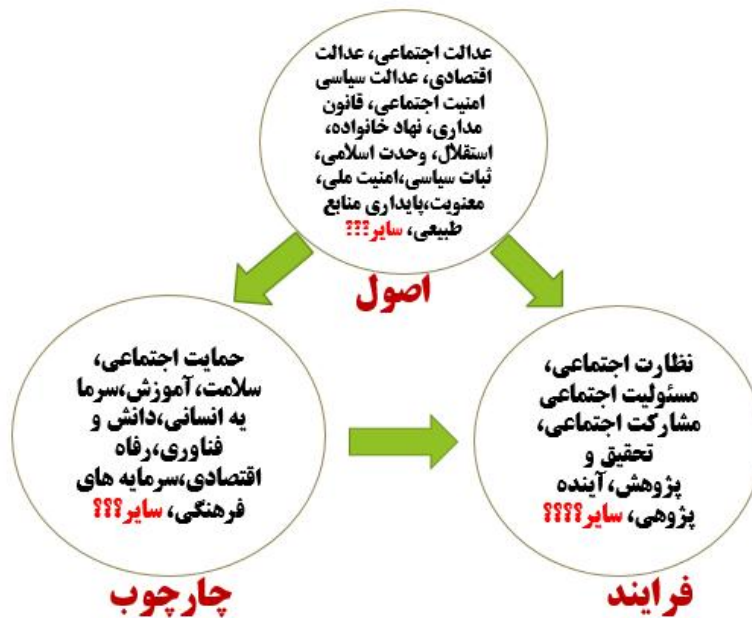 عدالت اجتماعی، عدالت
اقتصادی، عدالت سیاسی
امنیت اجتماعی، قانون
مداری، نهاد خانواده،
استقلال، وحدت اسلامی،
ثبات سیاسی،امنیت ملی،
معنویت،پایداری منابع
طبیعی، سایر؟؟؟
اصول
حمایت اجتماعی،
سلامت،آموزش،سرما
یه انسانی،دانش و
فناوری،رفاه
اقتصادی،سرمایه های
فرهنگی، سایر؟؟؟
چارچوب
نظارت اجتماعی،
مسئولیت اجتماعی
مشارکت اجتماعی،
تحقیق و
پژوهش،آینده
پژوهی، سایر؟؟؟؟
فرایند